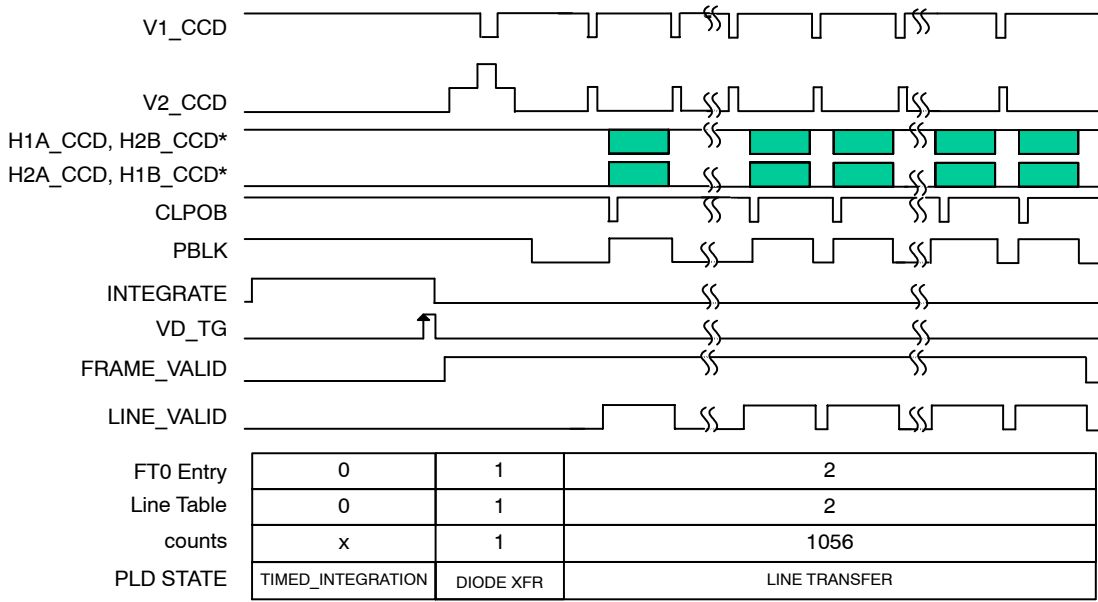 V1_CCD
V2_CCD
H1A_CCD, H2B_CCD*
H2A_CCD, H1B_CCD*
CLPOB
PBLK
INTEGRATE
VD_TG
FRAME_VALID
LINE_VALID
FT0 Entry 0 1 2
Line Table 0 1 2
counts x 1 1056
PLD STATE TIMED_INTEGRATION DIODE XFR LINE TRANSFER